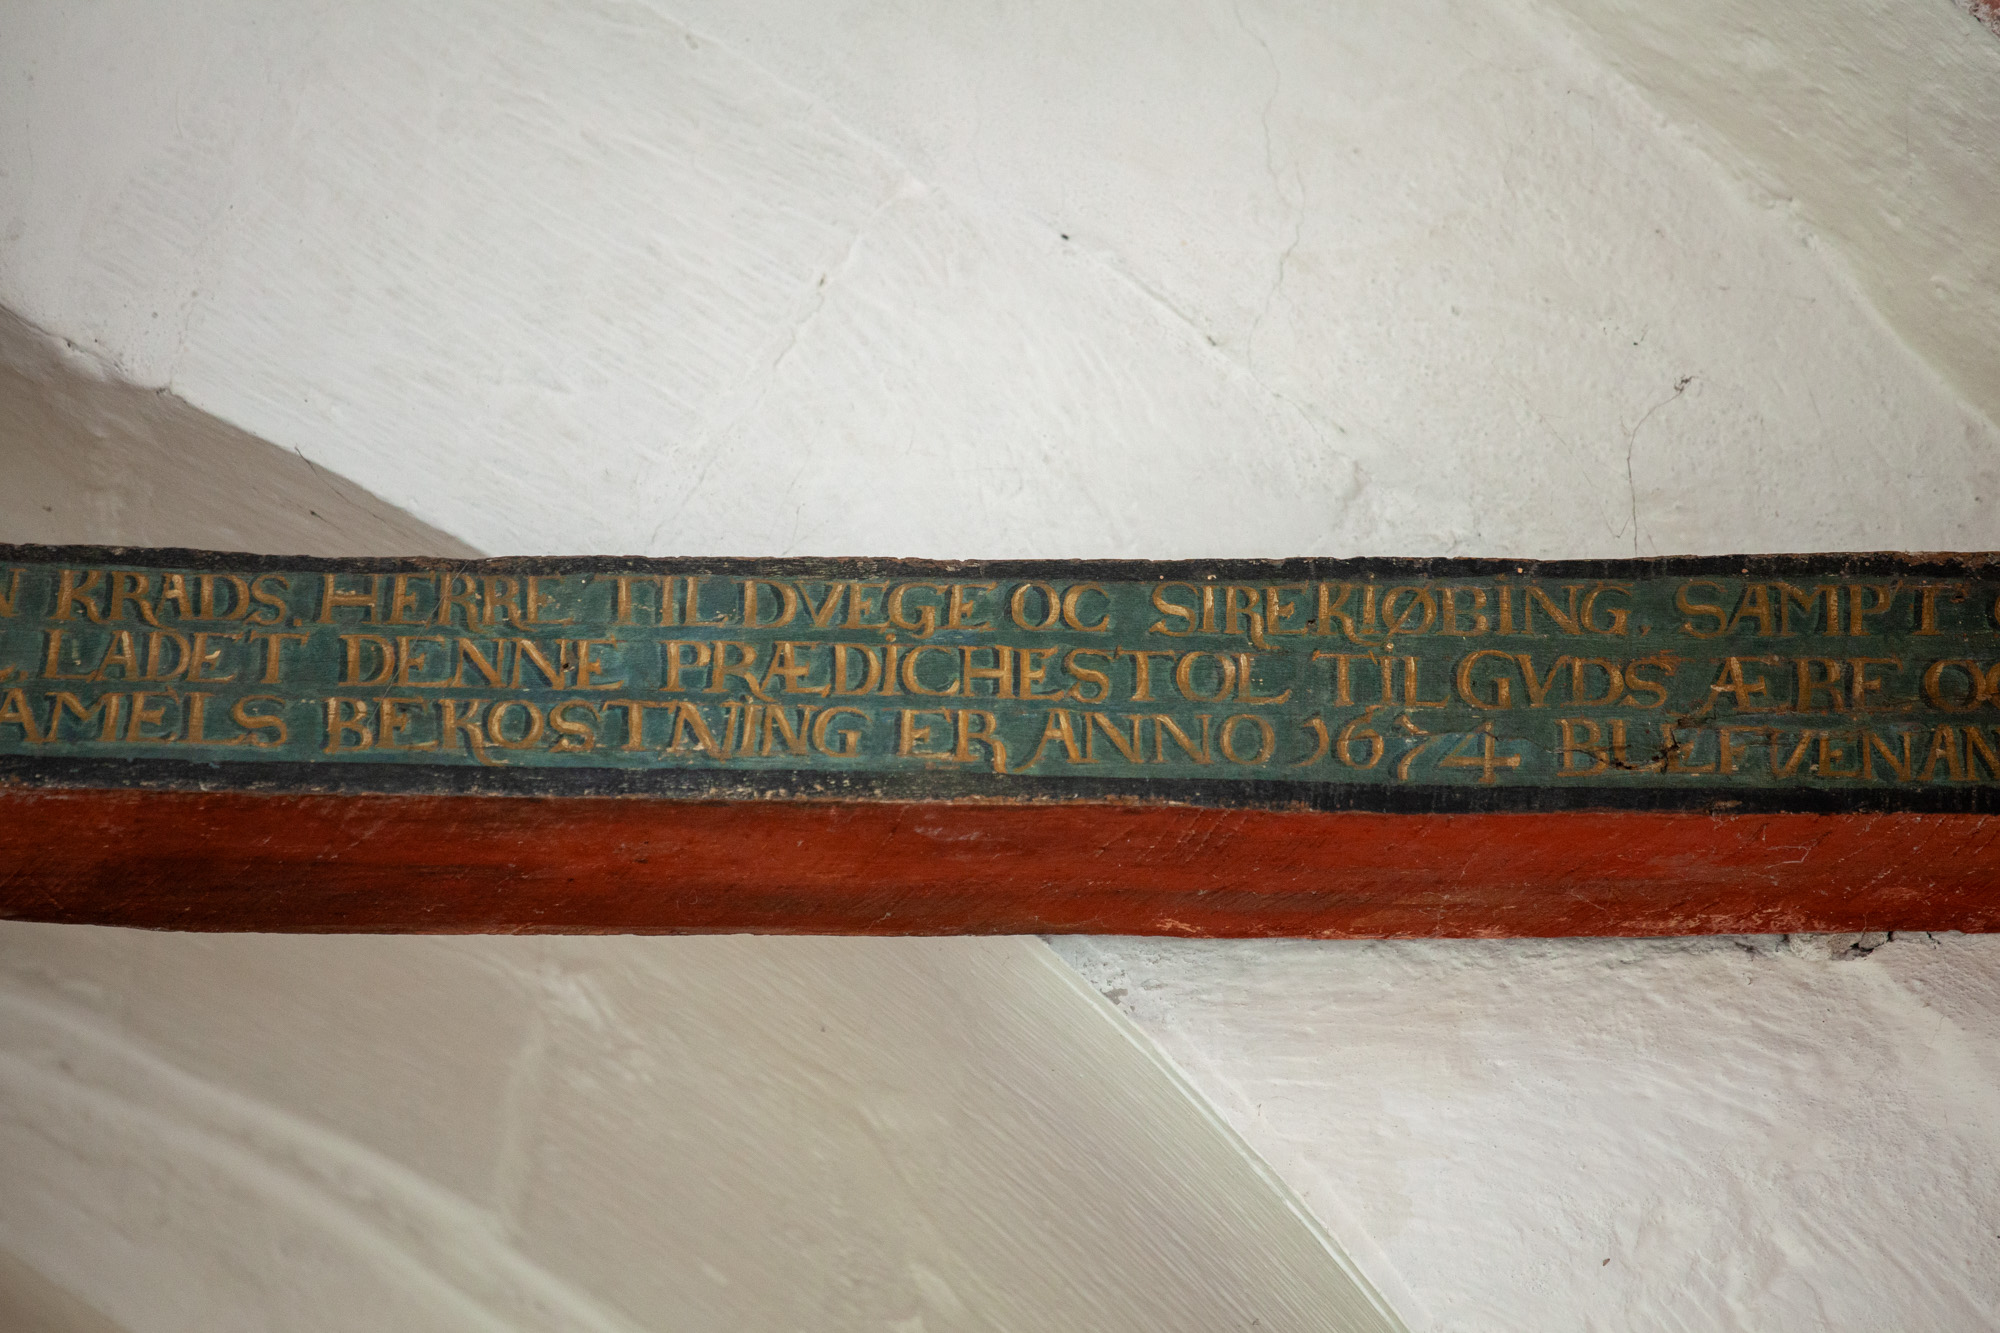 N KRADS. HERRE TIL DVEGE OC SIREKIØBING. SAMPT
LADET DENNE PRÆDICHESTOL TIL GVDS ÆRE OC
AMELS BEKOSTNING ER ANNO 1674 BLEFVEN AN